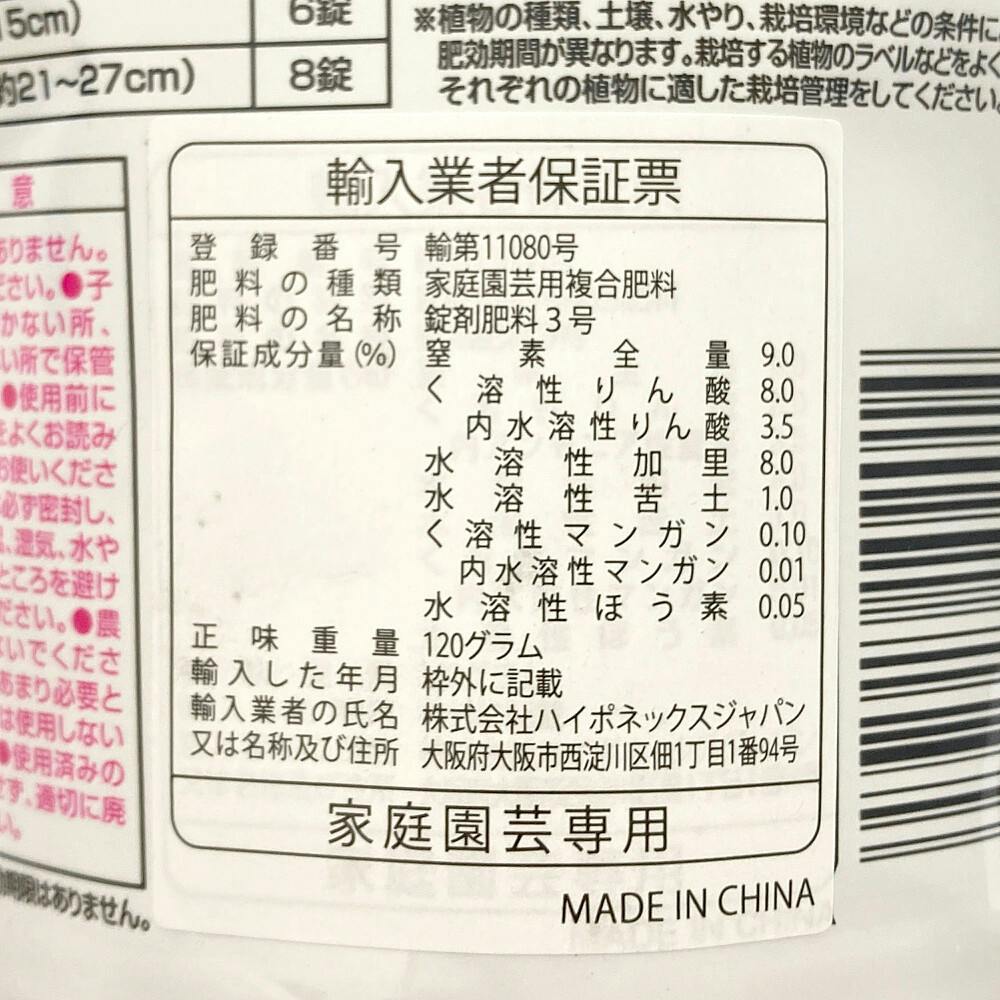 5cm) 6錠
約21~27cm) 8錠
※植物の種類、土壌、水やり、栽培環境などの条件に
肥効期間が異なります。栽培する植物のラベルなどをよく
それぞれの植物に適した栽培管理をしてください。
意
ありません。
ださい。●子
かない所、
い所で保管
●使用前に
をよくお読み
お使いくださ
必ず密封し、
湿気、水や
ところを避け
ださい。●農
ないでくださ
あまり必要と
は使用しない
●使用済みの
せず、適切に廃
い。
期限はありません。
輸入業者保証票
登録番号 輸第11080号
肥料の種類 家庭園芸用複合肥料
肥料の名称 錠剤肥料3号
保証成分量(%) 窒素全量 9.0
く溶性りん酸 8.0
内水溶性りん酸 3.5
水溶性加里 8.0
水溶性苦土 1.0
く溶性マンガン 0.10
内水溶性マンガン 0.01
水溶性ほう素 0.05
正味重量 120グラム
輸入した年月 枠外に記載
輸入業者の氏名 株式会社ハイポネックスジャパン
又は名称及び住所 大阪府大阪市西淀川区佃1丁目1番94号
家庭園芸専用
MADE IN CHINA